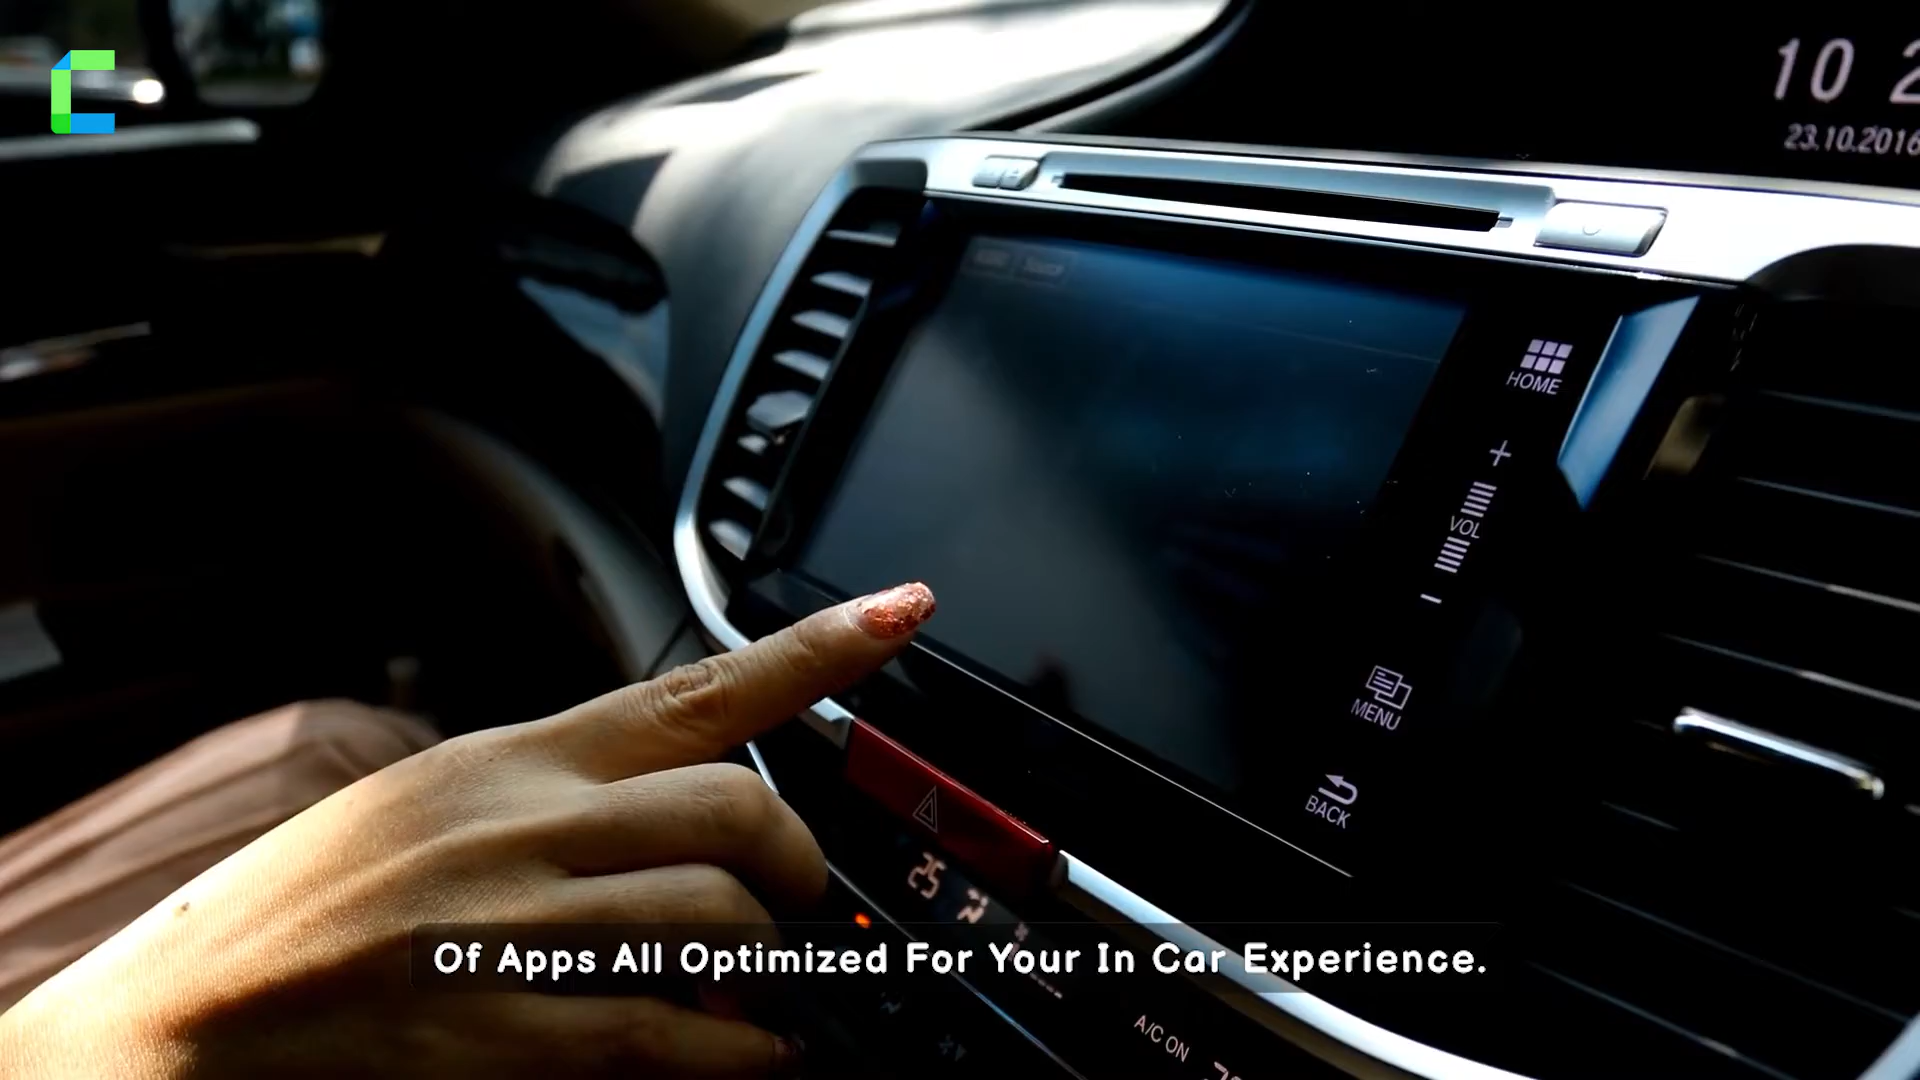 10 2
23.10.2016
HOME
+
VOL
−
MENU
BACK
25
Of Apps All Optimized For Your In Car Experience.
A/C ON